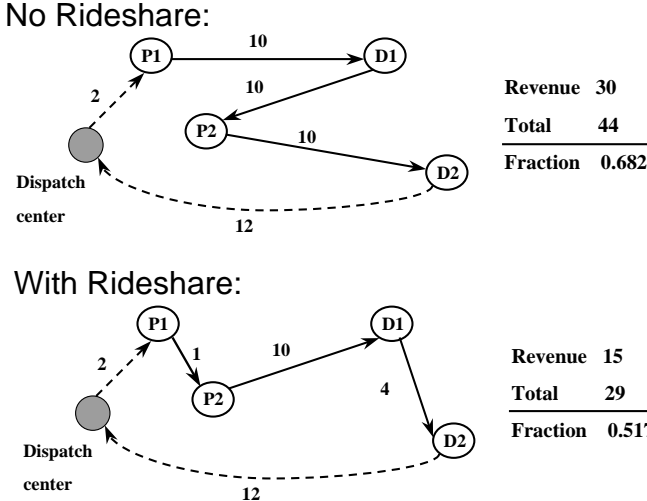 No Rideshare:
10
P1
D1
2
10
P2
10
D2
Dispatch
center
12
Revenue 30
Total 44
Fraction 0.682
With Rideshare:
P1
D1
2
1
10
P2
4
D2
Dispatch
center
12
Revenue 15
Total 29
Fraction 0.517